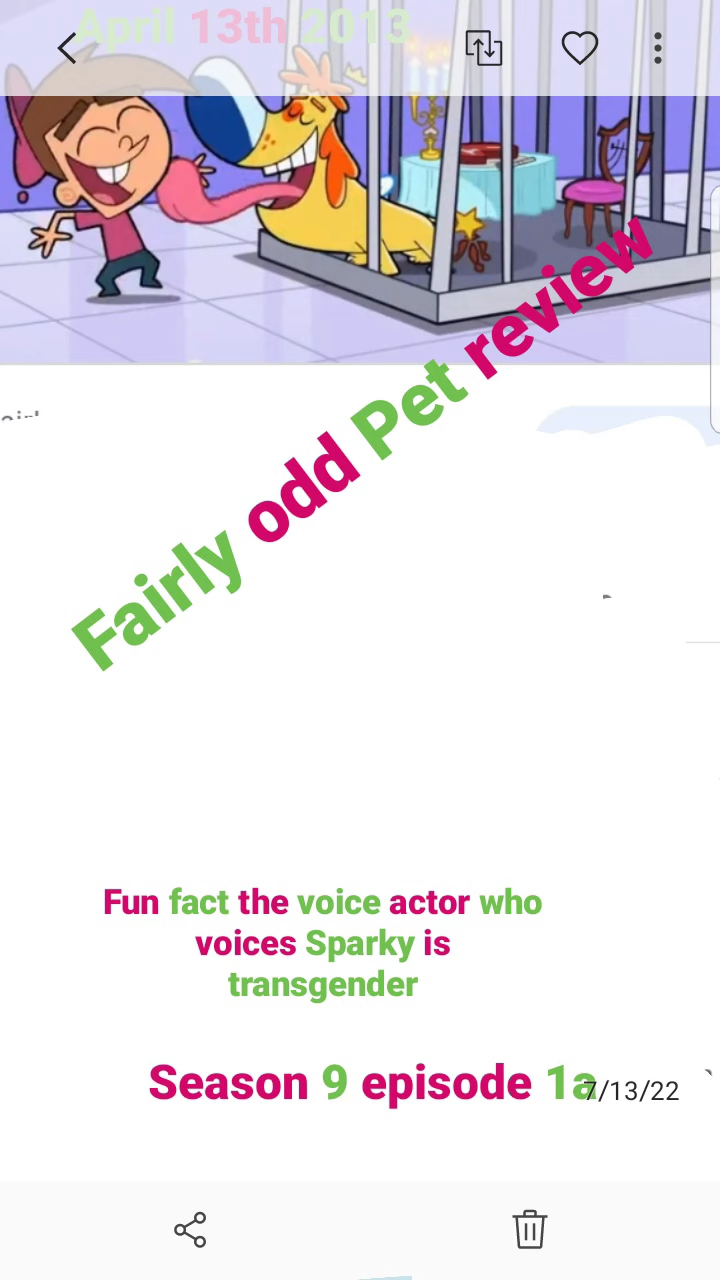 April 13th 2013
Fairly odd Pet review
Fun fact the voice actor who
voices Sparky is
transgender
Season 9 episode 1a
7/13/22